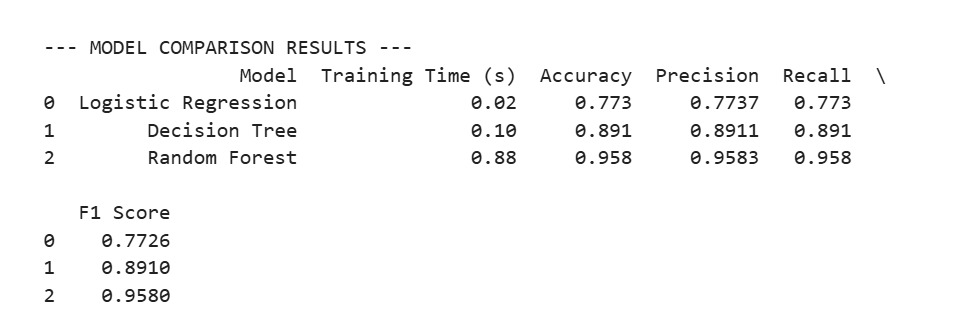 --- MODEL COMPARISON RESULTS ---
Model Training Time (s) Accuracy Precision Recall \
0 Logistic Regression 0.02 0.773 0.7737 0.773
1 Decision Tree 0.10 0.891 0.8911 0.891
2 Random Forest 0.88 0.958 0.9583 0.958
F1 Score
0 0.7726
1 0.8910
2 0.9580